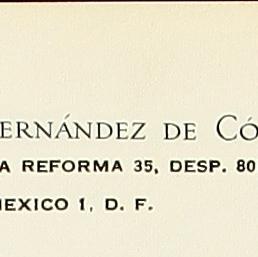 ERNÁNDEZ DE CÓ
A REFORMA 35, DESP. 80
MEXICO 1, D. F.